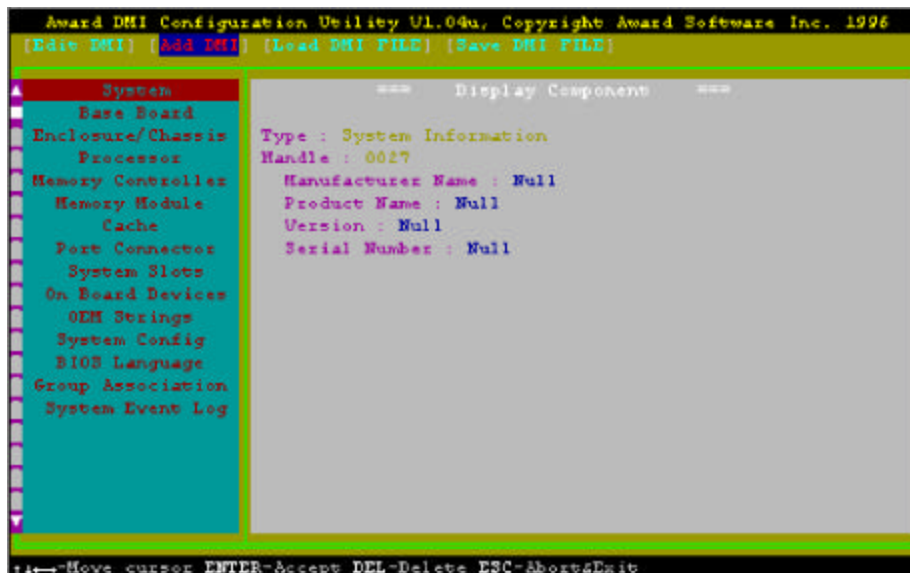 Award DMI Configuration Utility V1.04u, Copyright Award Software Inc. 1996
[Edit DMI] [Add DMI] [Load DMI FILE] [Save DMI FILE]
=== Display Component ===
System
Base Board
Enclosure/Chassis
Processor
Memory Controller
Memory Module
Cache
Port Connector
System Slots
On Board Devices
OEM Strings
System Config
BIOS Language
Group Association
System Event Log
Type : System Information
Handle : 0027
Manufacturer Name : Null
Product Name : Null
Version : Null
Serial Number : Null
↑↓←→-Move cursor ENTER-Accept DEL-Delete ESC-Abort&Exit